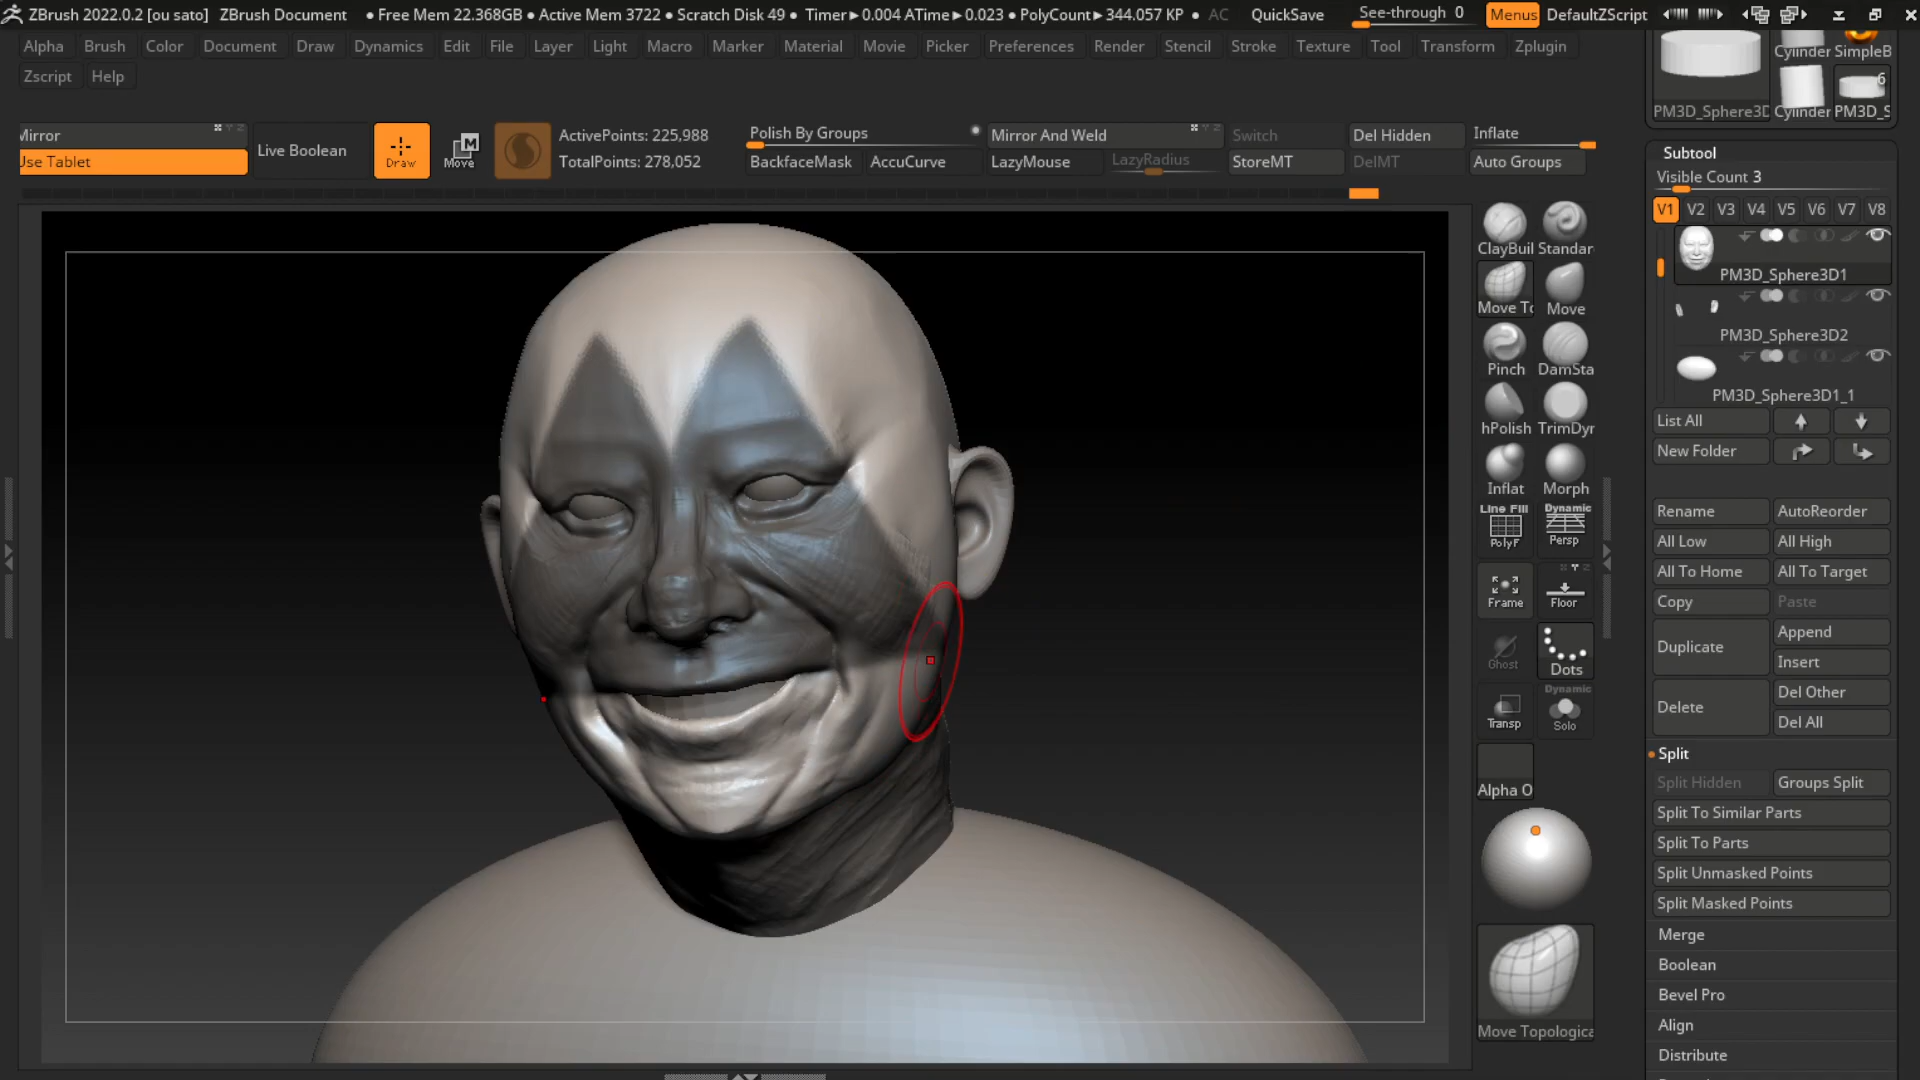 ZBrush 2022.0.2 [ou sato] ZBrush Document • Free Mem 22.368GB • Active Mem 3722 • Scratch Disk 49 • Timer▶0.004 ATime▶0.023 • PolyCount▶344.057 KP • AC QuickSave See-through 0 Menus DefaultZScript
Alpha Brush Color Document Draw Dynamics Edit File Layer Light Macro Marker Material Movie Picker Preferences Render Stencil Stroke Texture Tool Transform Zplugin
Zscript Help
Cylinder SimpleB
6
PM3D_Sphere3D Cylinder PM3D_S
Mirror
Use Tablet
Live Boolean
Draw
Move
ActivePoints: 225,988
TotalPoints: 278,052
Polish By Groups
BackfaceMask
AccuCurve
Mirror And Weld
LazyMouse
LazyRadius
Switch
StoreMT
Del Hidden
DelMT
Inflate
Auto Groups
ClayBuil Standar
Move To Move
Pinch DamSta
hPolish TrimDyn
Inflat Morph
Line Fill Dynamic
PolyF Persp
Frame Floor
Ghost Dots
Dynamic
Transp Solo
Alpha O
Move Topologica
Subtool
Visible Count 3
V1 V2 V3 V4 V5 V6 V7 V8
PM3D_Sphere3D1
PM3D_Sphere3D2
PM3D_Sphere3D1_1
List All
New Folder
Rename AutoReorder
All Low All High
All To Home All To Target
Copy Paste
Duplicate Append
Insert
Delete Del Other
Del All
Split
Split Hidden Groups Split
Split To Similar Parts
Split To Parts
Split Unmasked Points
Split Masked Points
Merge
Boolean
Bevel Pro
Align
Distribute